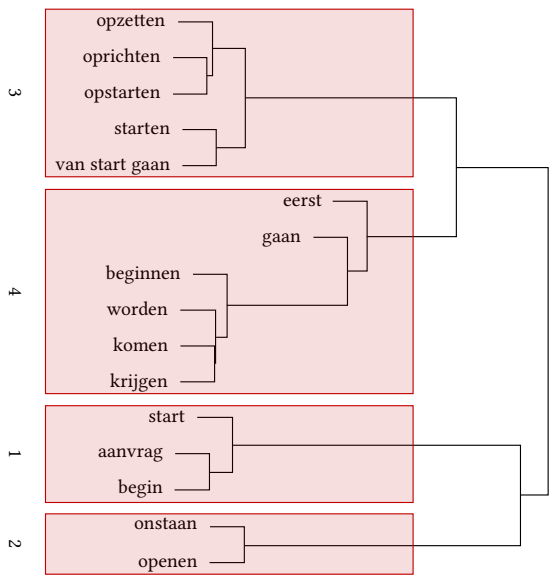 opzetten
oprichten
opstarten
starten
van start gaan
3
eerst
gaan
beginnen
worden
komen
krijgen
4
start
aanvrag
begin
1
onstaan
openen
2